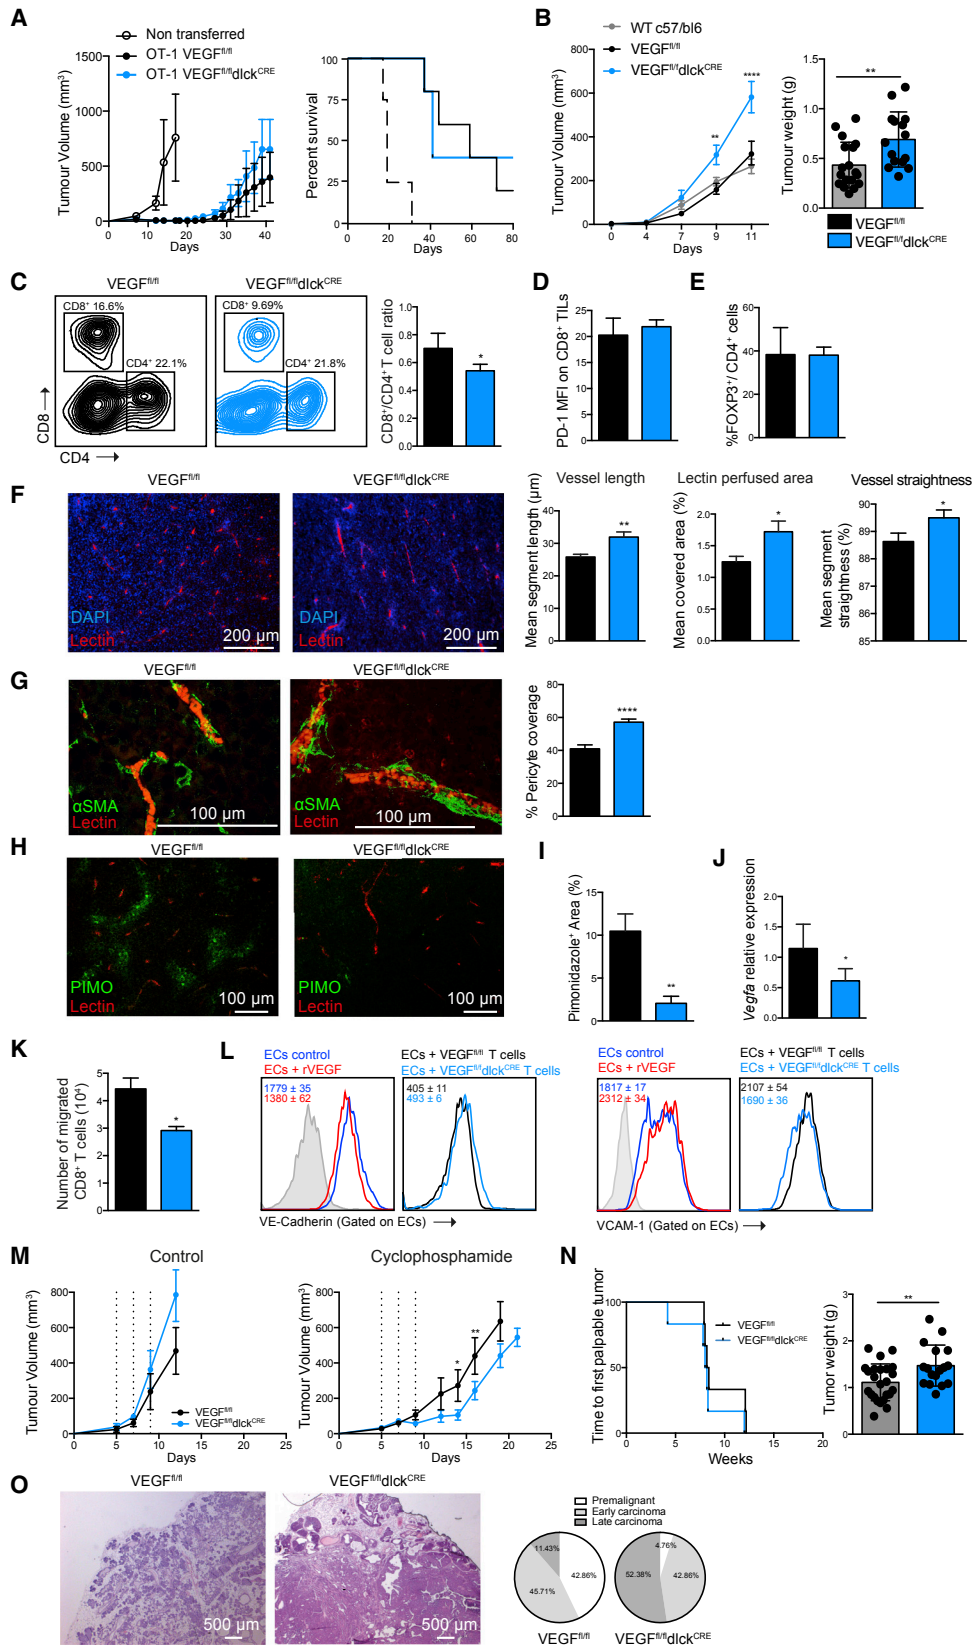 A
Non transferred
OT-1 VEGFfl/fl
OT-1 VEGFfl/fldlckCRE
Tumour Volume (mm3)
1500
1000
500
0
0 10 20 30 40
Days
Percent survival
100
75
50
25
0
0 20 40 60 80
Days
B
WT c57/bl6
VEGFfl/fl
VEGFfl/fdlckCRE
Tumour Volume (mm3)
800
600
400
200
0
0 4 7 9 11
Days
**
****
Tumour weight (g)
1.5
1.0
0.5
0.0
**
VEGFfl/fl
VEGFfl/fdlckCRE
C
VEGFfl/fl
VEGFfl/fldlckCRE
CD8+ 16.6%
CD4+ 22.1%
CD8+ 9.69%
CD4+ 21.8%
CD8
CD4
CD8+/CD4+T cell ratio
1.0
0.8
0.6
0.4
0.2
0.0
*
D
PD-1 MFI on CD8+ TILs
25
20
15
10
5
0
E
%FOXP3+/ CD4+ cells
60
40
20
0
F
VEGFfl/fl
VEGFfl/fldlckCRE
DAPI
Lectin
200 μm
DAPI
Lectin
200 μm
Vessel length
Mean segment length (μm)
40
30
20
10
0
**
Lectin perfused area
Mean covered area (%)
2.0
1.5
1.0
0.5
0.0
*
Vessel straightness
Mean segment
straightness (%)
90
89
88
87
86
85
*
G
VEGFfl/fl
VEGFfl/fldlckCRE
αSMA
Lectin
100 μm
αSMA
Lectin
100 μm
% Pericyte coverage
80
60
40
20
0
****
H
VEGFfl/fl
VEGFfl/fldlckCRE
PIMO
Lectin
100 μm
PIMO
Lectin
100 μm
I
Pimonidazole+ Area (%)
15
10
5
0
**
J
Vegfa relative expression
2.0
1.5
1.0
0.5
0.0
*
K
Number of migrated
CD8+ T cells (104)
5
4
3
2
1
0
*
L
ECs control
ECs + rVEGF
1779 ± 35
1380 ± 62
ECs + VEGFfl/fl T cells
ECs + VEGFfl/fldlckCRE T cells
405 ± 11
493 ± 6
VE-Cadherin (Gated on ECs)
ECs control
ECs + rVEGF
1817 ± 17
2312 ± 34
ECs + VEGFfl/fl T cells
ECs + VEGFfl/fldlckCRE T cells
2107 ± 54
1690 ± 36
VCAM-1 (Gated on ECs)
M
Control
Tumour Volume (mm3)
800
600
400
200
0
0 5 10 15 20 25
Days
VEGFfl/fl
VEGFfl/fldlckCRE
Cyclophosphamide
Tumour Volume (mm3)
800
600
400
200
0
0 5 10 15 20 25
Days
*
**
N
Time to first palpable tumor
100
50
0
0 5 10 15 20
Weeks
VEGFfl/fl
VEGFfl/fldlckCRE
Tumor weight (g)
3
2
1
0
**
O
VEGFfl/fl
VEGFfl/fldlckCRE
500 μm
500 μm
Premalignant
Early carcinoma
Late carcinoma
11.43%
42.86%
45.71%
4.76%
52.38%
42.86%
VEGFfl/fl
VEGFfl/fldlckCRE